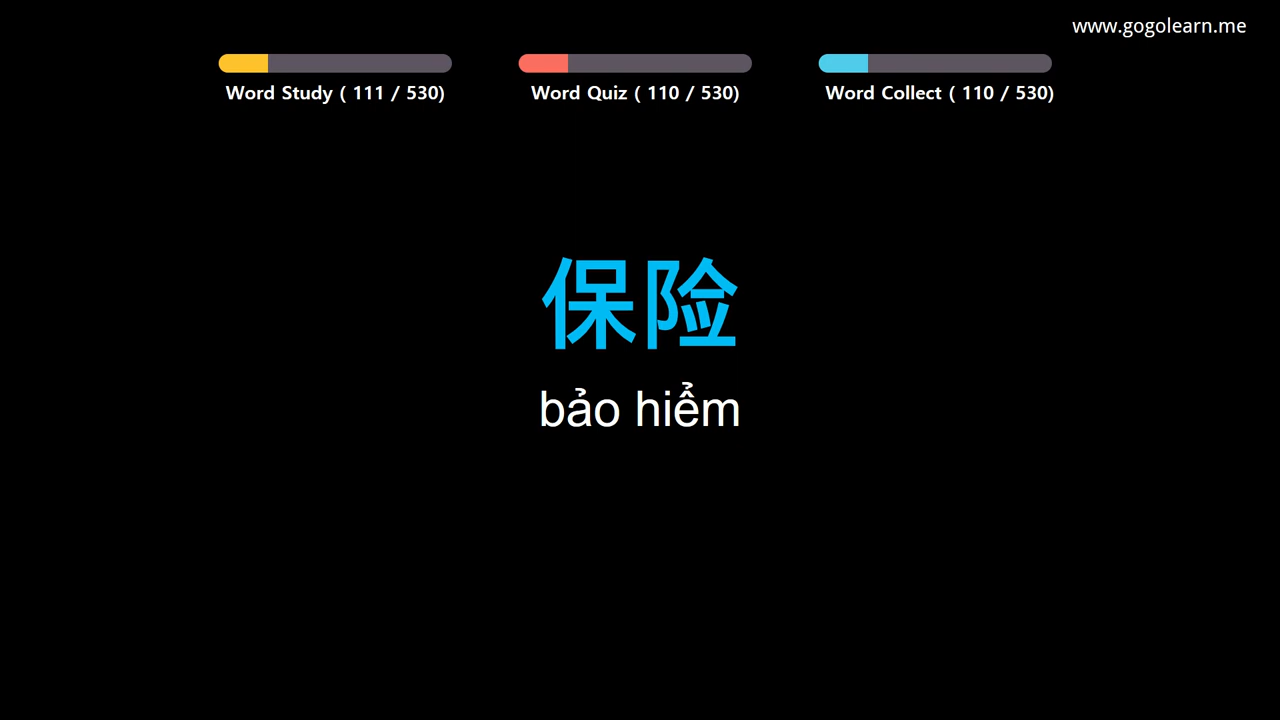 www.gogolearn.me
Word Study ( 111 / 530)
Word Quiz ( 110 / 530)
Word Collect ( 110 / 530)
保险
bảo hiểm